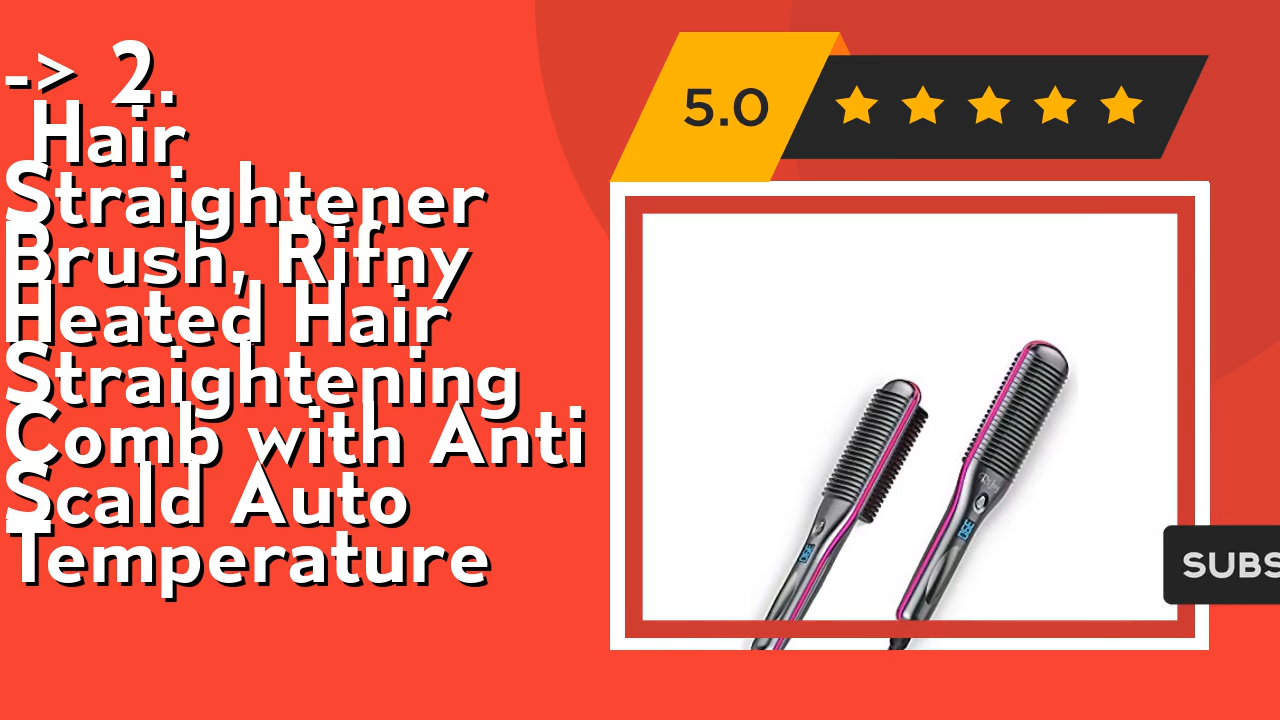 -> 2.
Hair
Straightener
Brush, Rifny
Heated Hair
Straightening
Comb with Anti
Scald Auto
Temperature
5.0
SUBS